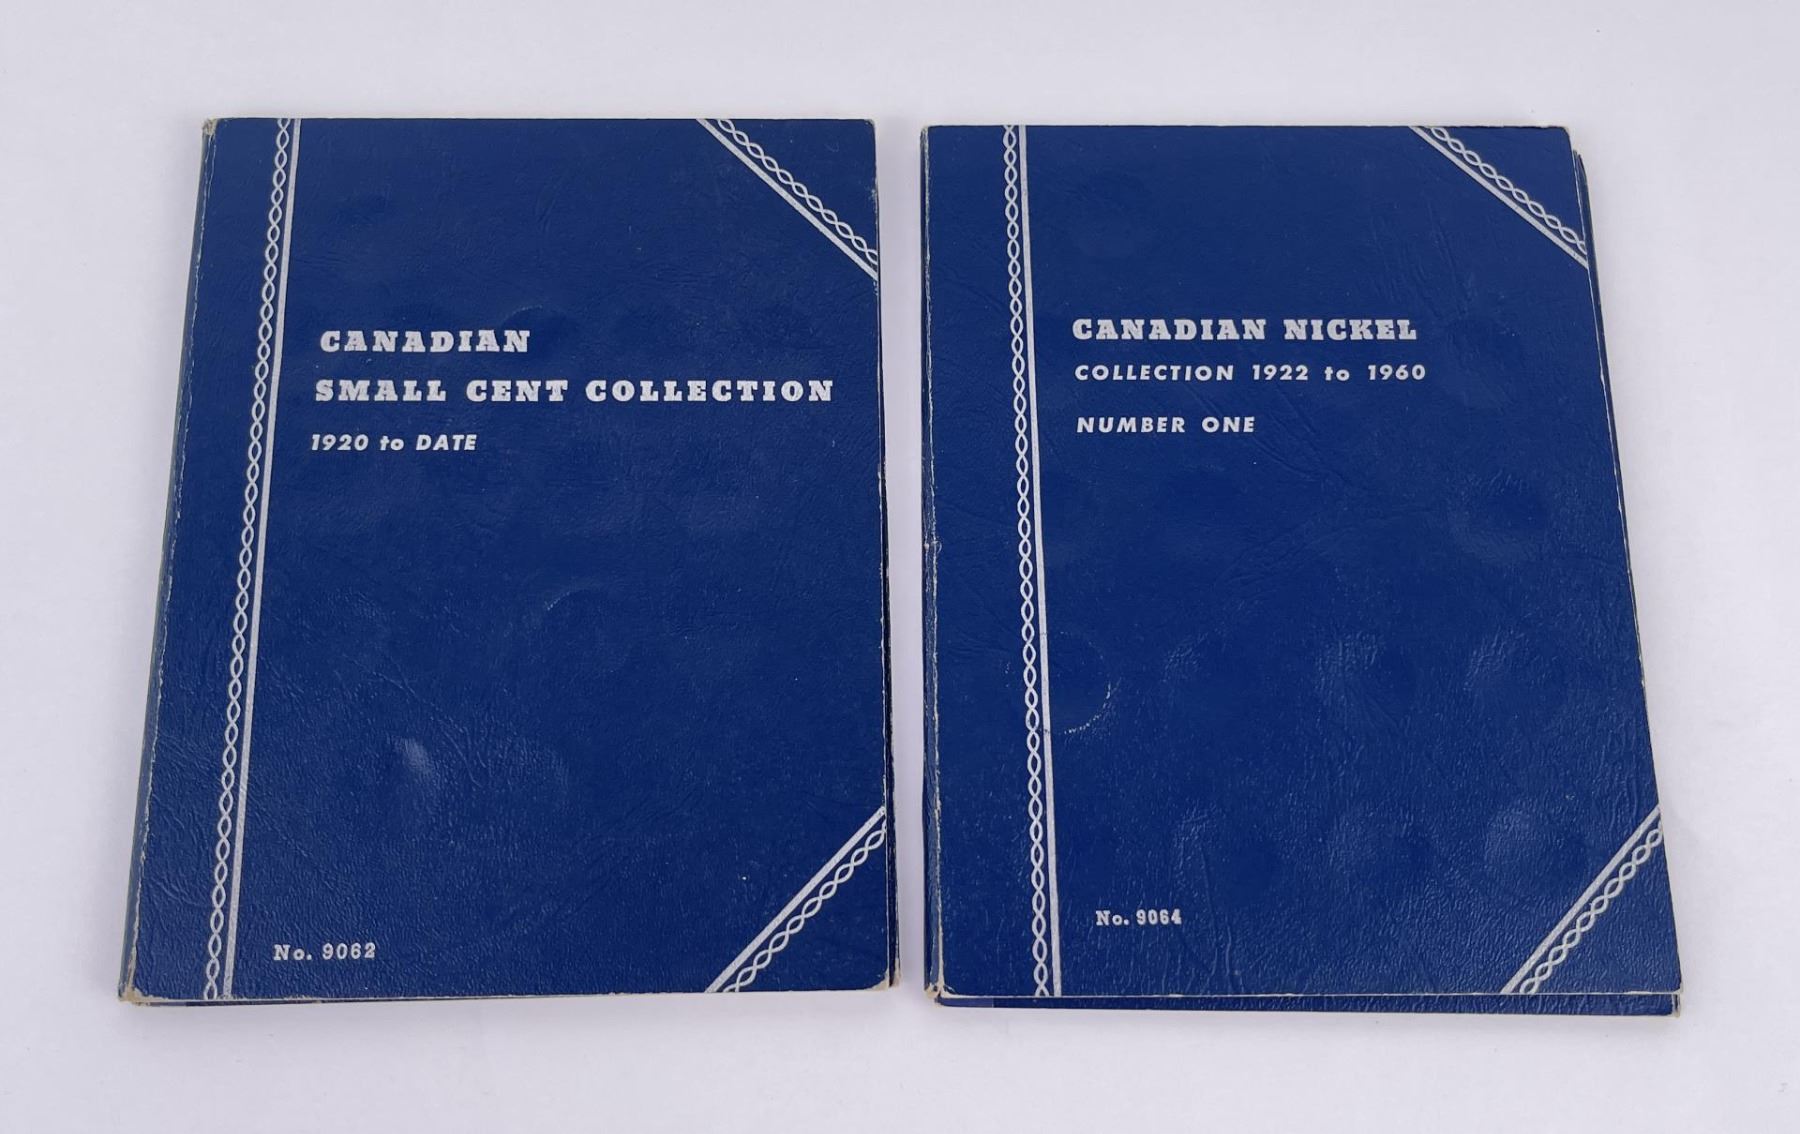 CANADIAN
SMALL CENT COLLECTION
1920 to DATE
No. 9062
CANADIAN NICKEL
COLLECTION 1922 to 1960
NUMBER ONE
No. 9064